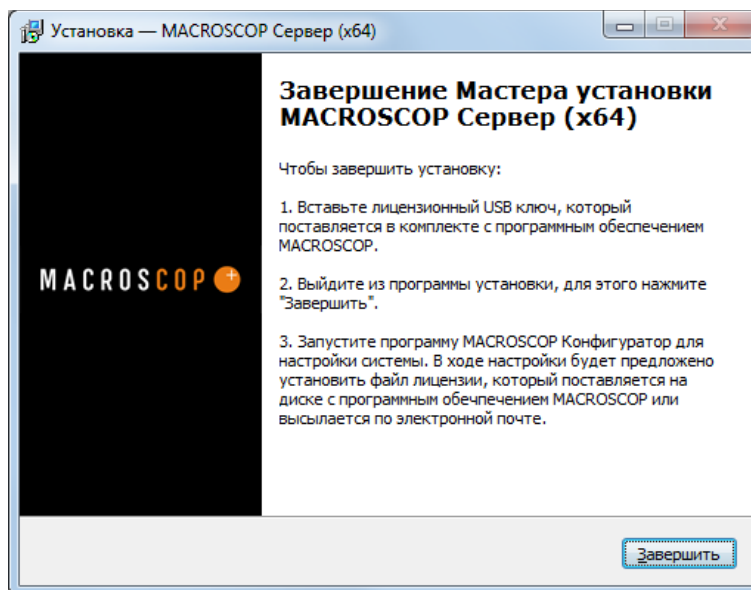 Установка — MACROSCOP Сервер (x64)
Завершение Мастера установки
MACROSCOP Сервер (x64)
Чтобы завершить установку:
1. Вставьте лицензионный USB ключ, который
поставляется в комплекте с программным обеспечением
MACROSCOP.
MACROSCOP
2. Выйдите из программы установки, для этого нажмите
"Завершить".
3. Запустите программу MACROSCOP Конфигуратор для
настройки системы. В ходе настройки будет предложено
установить файл лицензии, который поставляется на
диске с программным обечпечением MACROSCOP или
высылается по электронной почте.
Завершить